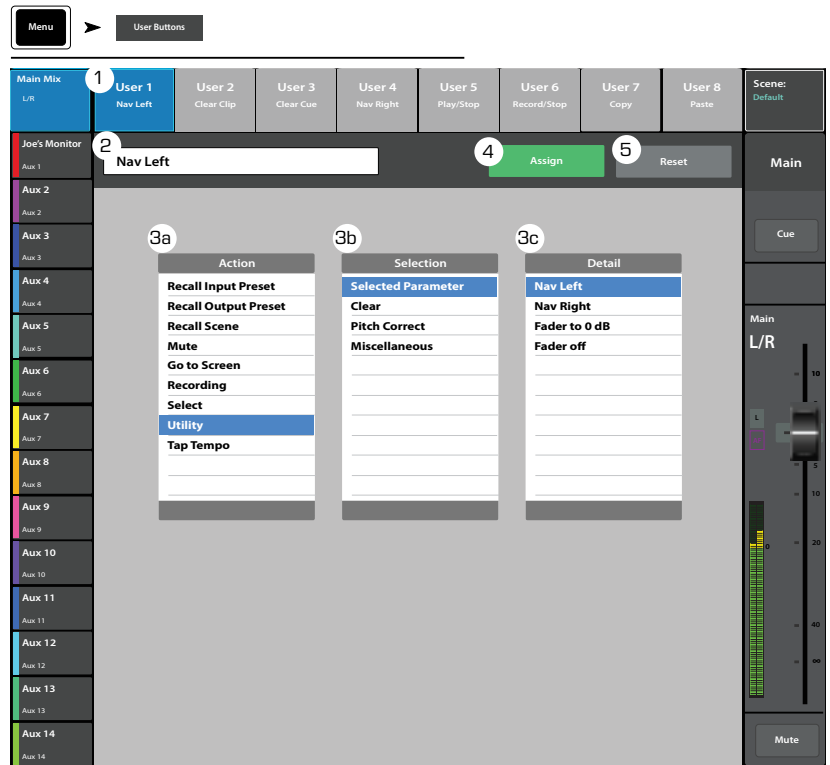 Menu
User Buttons
Main Mix
L/R
1
User 1
Nav Left
User 2
Clear Clip
User 3
Clear Cue
User 4
Nav Right
User 5
Play/Stop
User 6
Record/Stop
User 7
Copy
User 8
Paste
Scene:
Default
Joe's Monitor
Aux 1
Aux 2
Aux 2
Aux 3
Aux 3
Aux 4
Aux 4
Aux 5
Aux 5
Aux 6
Aux 6
Aux 7
Aux 7
Aux 8
Aux 8
Aux 9
Aux 9
Aux 10
Aux 10
Aux 11
Aux 11
Aux 12
Aux 12
Aux 13
Aux 13
Aux 14
Aux 14
2
Nav Left
4
Assign
5
Reset
3a
Action
Recall Input Preset
Recall Output Preset
Recall Scene
Mute
Go to Screen
Recording
Select
Utility
Tap Tempo
3b
Selection
Selected Parameter
Clear
Pitch Correct
Miscellaneous
3c
Detail
Nav Left
Nav Right
Fader to 0 dB
Fader off
Main
Cue
Main
L/R
10
L
5
10
0
20
40
∞
Mute